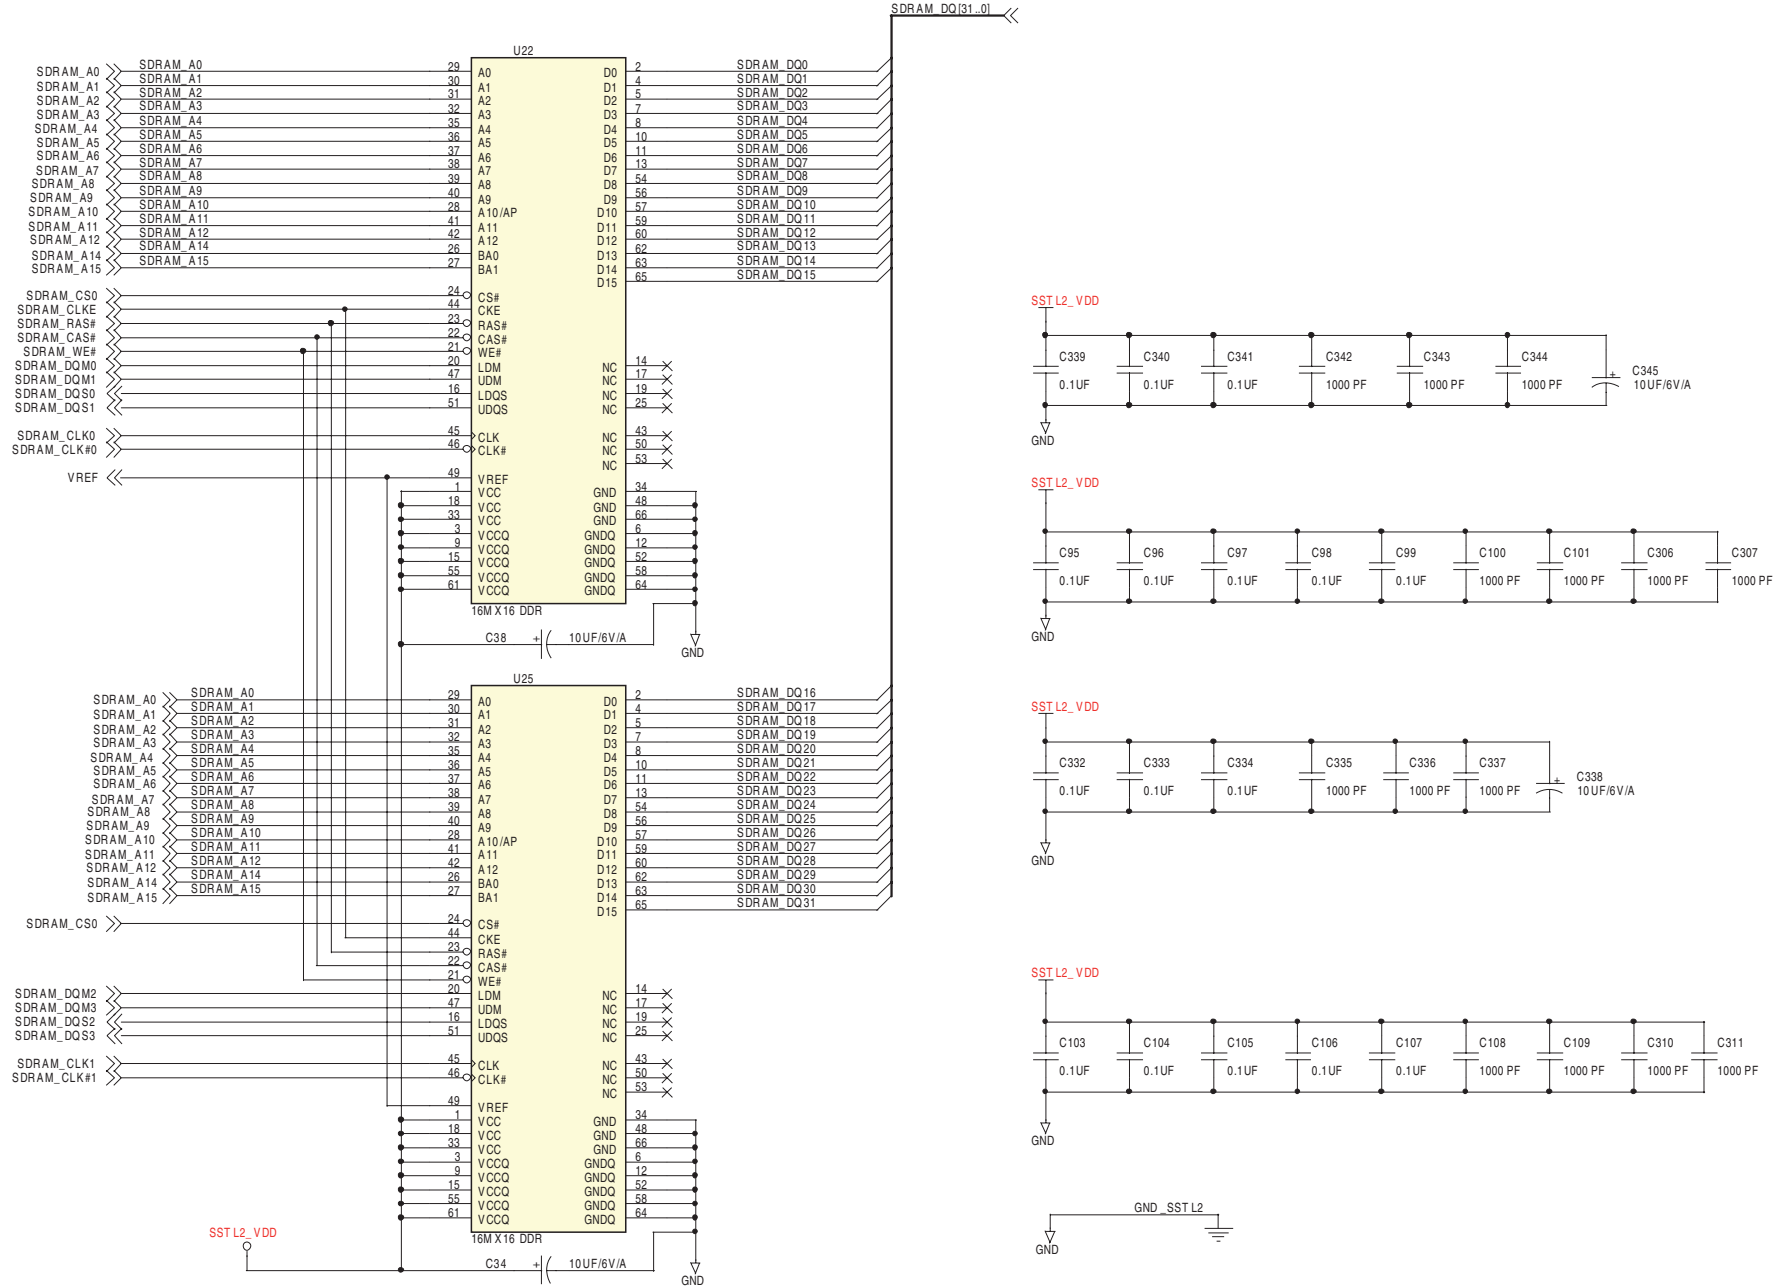 SDRAM_DQ[31..0]
U22
SDRAM_A0 SDRAM_A0 29 A0 D0 2 SDRAM_DQ0
SDRAM_A1 SDRAM_A1 30 A1 D1 4 SDRAM_DQ1
SDRAM_A2 SDRAM_A2 31 A2 D2 5 SDRAM_DQ2
SDRAM_A3 SDRAM_A3 32 A3 D3 7 SDRAM_DQ3
SDRAM_A4 SDRAM_A4 35 A4 D4 8 SDRAM_DQ4
SDRAM_A5 SDRAM_A5 36 A5 D5 10 SDRAM_DQ5
SDRAM_A6 SDRAM_A6 37 A6 D6 11 SDRAM_DQ6
SDRAM_A7 SDRAM_A7 38 A7 D7 13 SDRAM_DQ7
SDRAM_A8 SDRAM_A8 39 A8 D8 54 SDRAM_DQ8
SDRAM_A9 SDRAM_A9 40 A9 D9 56 SDRAM_DQ9
SDRAM_A10 SDRAM_A10 28 A10/AP D10 57 SDRAM_DQ10
SDRAM_A11 SDRAM_A11 41 A11 D11 59 SDRAM_DQ11
SDRAM_A12 SDRAM_A12 42 A12 D12 60 SDRAM_DQ12
SDRAM_A14 SDRAM_A14 26 BA0 D13 62 SDRAM_DQ13
SDRAM_A15 SDRAM_A15 27 BA1 D14 63 SDRAM_DQ14
D15 65 SDRAM_DQ15
SDRAM_CS0 24 CS#
SDRAM_CLKE 44 CKE
SDRAM_RAS# 23 RAS#
SDRAM_CAS# 22 CAS#
SDRAM_WE# 21 WE#
SDRAM_DQM0 20 LDM NC 14
SDRAM_DQM1 47 UDM NC 17
SDRAM_DQS0 16 LDQS NC 19
SDRAM_DQS1 51 UDQS NC 25
SDRAM_CLK0 45 CLK NC 43
SDRAM_CLK#0 46 CLK# NC 50
NC 53
VREF 49 VREF
1 VCC GND 34
18 VCC GND 48
33 VCC GND 66
3 VCCQ GNDQ 6
9 VCCQ GNDQ 12
15 VCCQ GNDQ 52
55 VCCQ GNDQ 58
61 VCCQ GNDQ 64
16M X16 DDR
C38 + 10UF/6V/A
GND
U25
SDRAM_A0 SDRAM_A0 29 A0 D0 2 SDRAM_DQ16
SDRAM_A1 SDRAM_A1 30 A1 D1 4 SDRAM_DQ17
SDRAM_A2 SDRAM_A2 31 A2 D2 5 SDRAM_DQ18
SDRAM_A3 SDRAM_A3 32 A3 D3 7 SDRAM_DQ19
SDRAM_A4 SDRAM_A4 35 A4 D4 8 SDRAM_DQ20
SDRAM_A5 SDRAM_A5 36 A5 D5 10 SDRAM_DQ21
SDRAM_A6 SDRAM_A6 37 A6 D6 11 SDRAM_DQ22
SDRAM_A7 SDRAM_A7 38 A7 D7 13 SDRAM_DQ23
SDRAM_A8 SDRAM_A8 39 A8 D8 54 SDRAM_DQ24
SDRAM_A9 SDRAM_A9 40 A9 D9 56 SDRAM_DQ25
SDRAM_A10 SDRAM_A10 28 A10/AP D10 57 SDRAM_DQ26
SDRAM_A11 SDRAM_A11 41 A11 D11 59 SDRAM_DQ27
SDRAM_A12 SDRAM_A12 42 A12 D12 60 SDRAM_DQ28
SDRAM_A14 SDRAM_A14 26 BA0 D13 62 SDRAM_DQ29
SDRAM_A15 SDRAM_A15 27 BA1 D14 63 SDRAM_DQ30
D15 65 SDRAM_DQ31
SDRAM_CS0 24 CS#
44 CKE
23 RAS#
22 CAS#
21 WE#
SDRAM_DQM2 20 LDM NC 14
SDRAM_DQM3 47 UDM NC 17
SDRAM_DQS2 16 LDQS NC 19
SDRAM_DQS3 51 UDQS NC 25
SDRAM_CLK1 45 CLK NC 43
SDRAM_CLK#1 46 CLK# NC 50
NC 53
49 VREF
1 VCC GND 34
18 VCC GND 48
33 VCC GND 66
3 VCCQ GNDQ 6
9 VCCQ GNDQ 12
15 VCCQ GNDQ 52
55 VCCQ GNDQ 58
61 VCCQ GNDQ 64
16M X16 DDR
SSTL2_VDD
C34 + 10UF/6V/A
GND
SSTL2_VDD
C339 C340 C341 C342 C343 C344 + C345
0.1UF 0.1UF 0.1UF 1000 PF 1000 PF 1000 PF 10UF/6V/A
GND
SSTL2_VDD
C95 C96 C97 C98 C99 C100 C101 C306 C307
0.1UF 0.1UF 0.1UF 0.1UF 0.1UF 1000 PF 1000 PF 1000 PF 1000 PF
GND
SSTL2_VDD
C332 C333 C334 C335 C336 C337 + C338
0.1UF 0.1UF 0.1UF 1000 PF 1000 PF 1000 PF 10UF/6V/A
GND
SSTL2_VDD
C103 C104 C105 C106 C107 C108 C109 C310 C311
0.1UF 0.1UF 0.1UF 0.1UF 0.1UF 1000 PF 1000 PF 1000 PF 1000 PF
GND
GND_SSTL2
GND